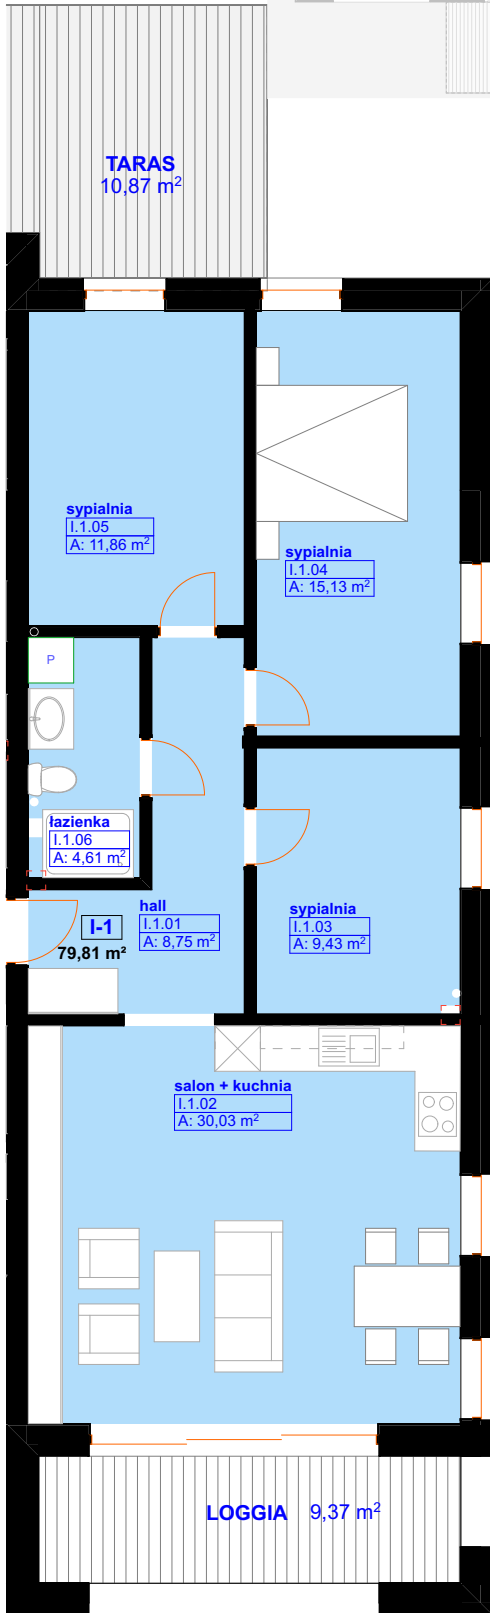 TARAS
10,87 m²
sypialnia
I.1.05
A: 11,86 m²
sypialnia
I.1.04
A: 15,13 m²
P
łazienka
I.1.06
A: 4,61 m²
hall
I.1.01
A: 8,75 m²
I-1
79,81 m²
sypialnia
I.1.03
A: 9,43 m²
salon + kuchnia
I.1.02
A: 30,03 m²
LOGGIA 9,37 m²